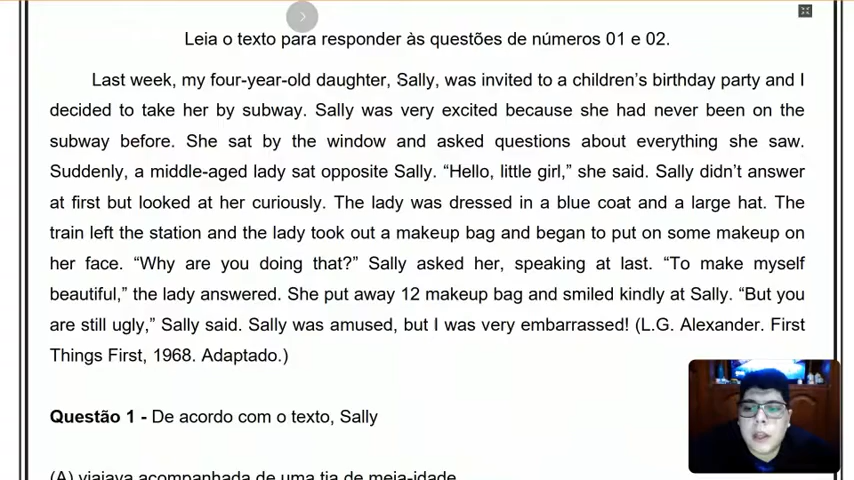 Leia o texto para responder às questões de números 01 e 02.
Last week, my four-year-old daughter, Sally, was invited to a children's birthday party and I
decided to take her by subway. Sally was very excited because she had never been on the
subway before. She sat by the window and asked questions about everything she saw.
Suddenly, a middle-aged lady sat opposite Sally. “Hello, little girl,” she said. Sally didn't answer
at first but looked at her curiously. The lady was dressed in a blue coat and a large hat. The
train left the station and the lady took out a makeup bag and began to put on some makeup on
her face. “Why are you doing that?” Sally asked her, speaking at last. “To make myself
beautiful,” the lady answered. She put away 12 makeup bag and smiled kindly at Sally. “But you
are still ugly,” Sally said. Sally was amused, but I was very embarrassed! (L.G. Alexander. First
Things First, 1968. Adaptado.)
Questão 1 - De acordo com o texto, Sally
(A) viajava acompanhada de uma tia de meia-idade.